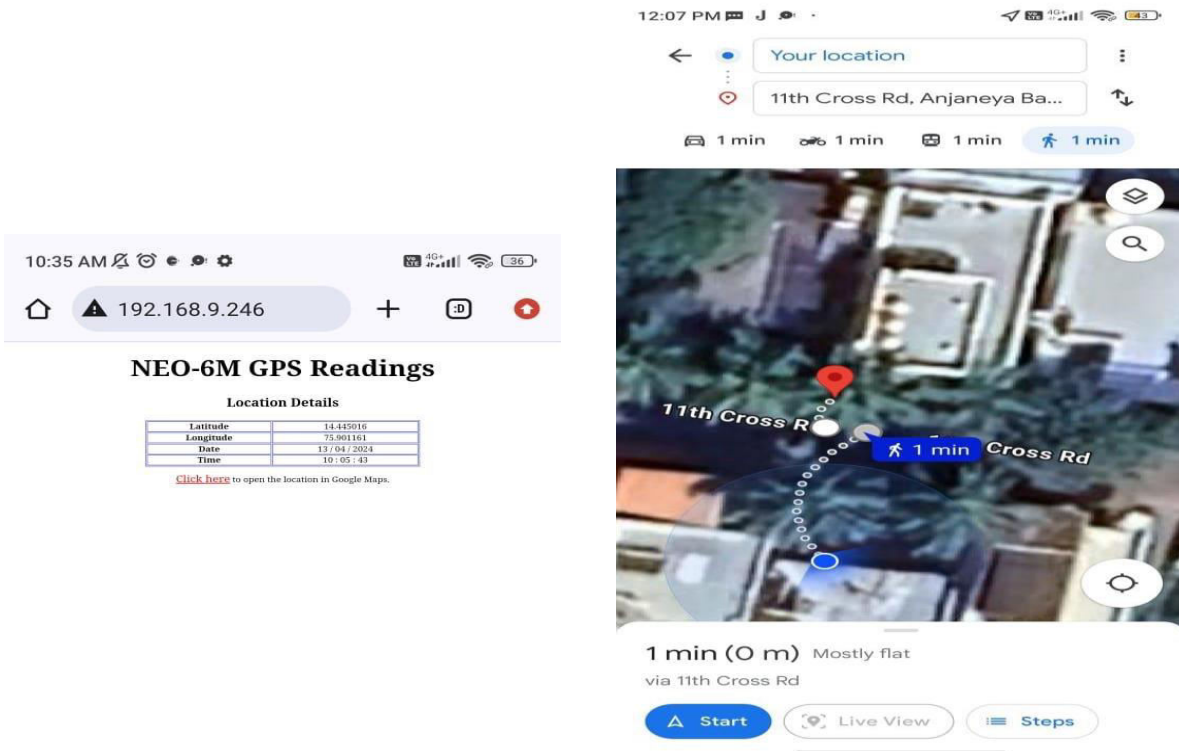 10:35 AM
4G+
36
192.168.9.246
:D
NEO-6M GPS Readings
Location Details
Latitude 14.445016
Longitude 75.901161
Date 13 / 04 / 2024
Time 10 : 05 : 43
Click here to open the location in Google Maps.
12:07 PM
4G+
43
Your location
11th Cross Rd, Anjaneya Ba...
1 min 1 min 1 min 1 min
11th Cross R
1 min
Cross Rd
1 min (0 m) Mostly flat
via 11th Cross Rd
Start Live View Steps